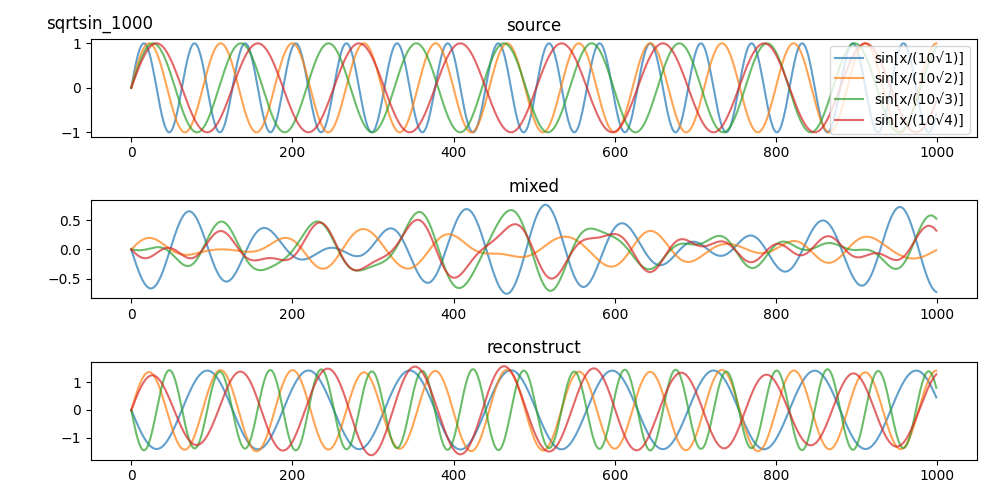 sqrtsin_1000
source
1
0
−1
sin[x/(10√1)]
sin[x/(10√2)]
sin[x/(10√3)]
sin[x/(10√4)]
0 200 400 600 800 1000
mixed
0.5
0.0
−0.5
0 200 400 600 800 1000
reconstruct
1
0
−1
0 200 400 600 800 1000